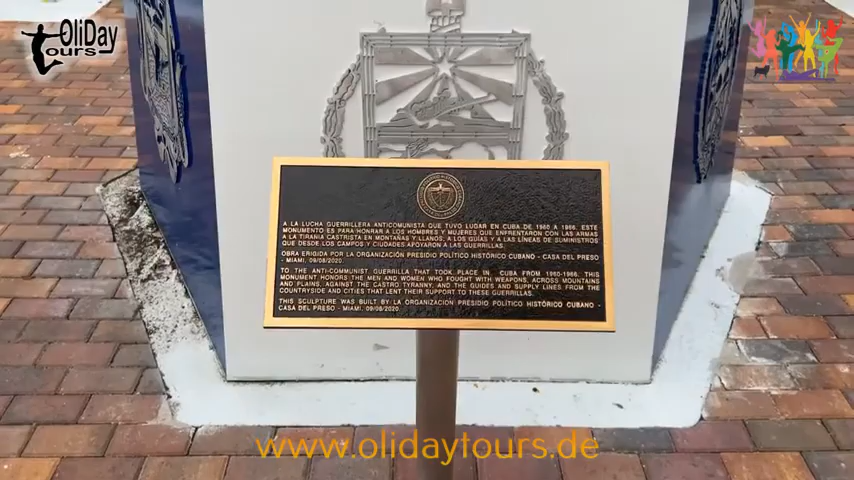 OliDay
tours
A LA LUCHA GUERRILLERA ANTICOMUNISTA QUE TUVO LUGAR EN CUBA DE 1960 A 1966. ESTE
MONUMENTO ES PARA HONRAR A LOS HOMBRES Y MUJERES QUE ENFRENTARON CON LAS ARMAS
A LA TIRANIA CASTRISTA EN MONTAÑAS Y LLANOS; A LOS GUÍAS Y A LAS LÍNEAS DE SUMINISTROS
QUE DESDE LOS CAMPOS Y CIUDADES APOYARON A LAS GUERRILLAS.
OBRA ERIGIDA POR LA ORGANIZACIÓN PRESIDIO POLÍTICO HISTÓRICO CUBANO - CASA DEL PRESO
- MIAMI, 09/08/2020.
TO THE ANTI-COMMUNIST GUERRILLA THAT TOOK PLACE IN CUBA FROM 1960-1966. THIS
MONUMENT HONORS THE MEN AND WOMEN WHO FOUGHT WITH WEAPONS, ACROSS MOUNTAINS
AND PLAINS, AGAINST THE CASTRO TYRANNY, AND THE GUIDES AND SUPPLY LINES FROM THE
COUNTRYSIDE AND CITIES THAT LENT THEIR SUPPORT TO THESE GUERRILLAS.
THIS SCULPTURE WAS BUILT BY LA ORGANIZACIÓN PRESIDIO POLÍTICO HISTÓRICO CUBANO -
CASA DEL PRESO - MIAMI, 09/08/2020
www.olidaytours.de